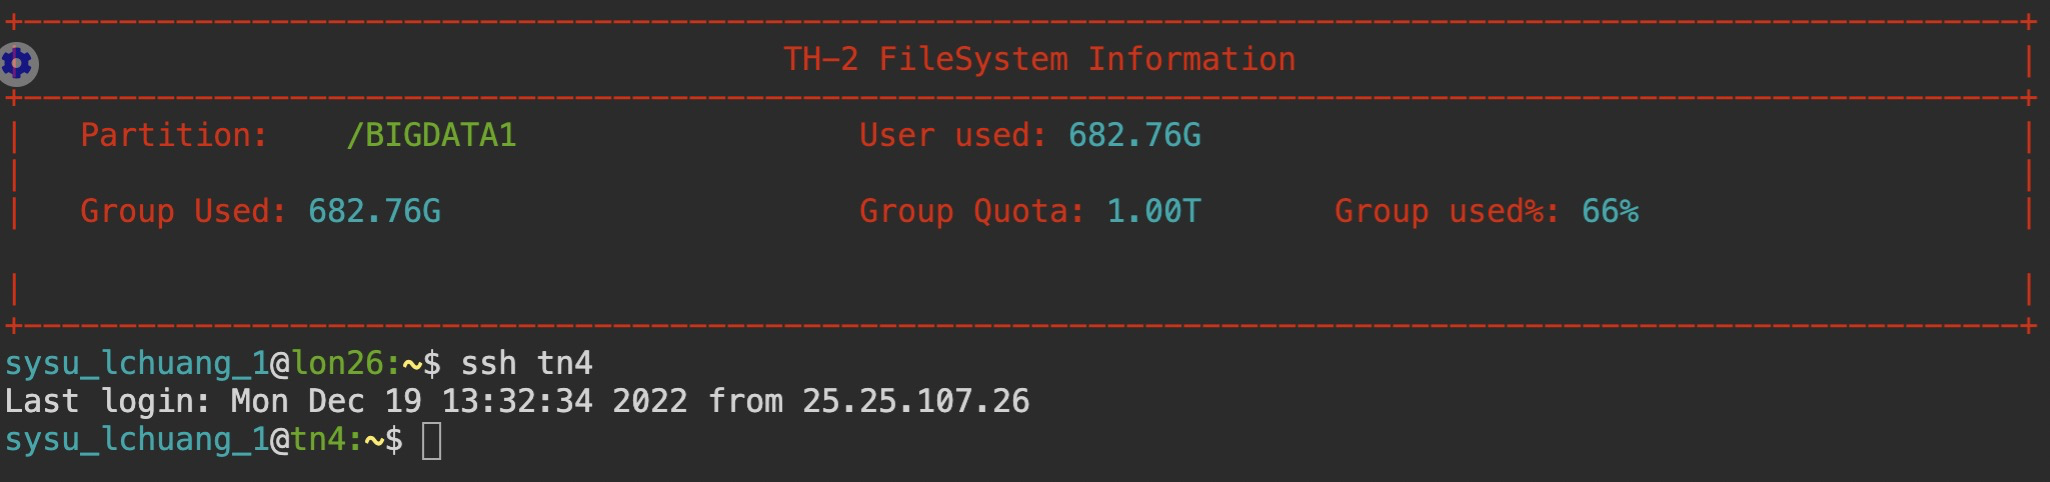 TH-2 FileSystem Information
Partition: /BIGDATA1 User used: 682.76G
Group Used: 682.76G Group Quota: 1.00T Group used%: 66%
sysu_lchuang_1@lon26:~$ ssh tn4
Last login: Mon Dec 19 13:32:34 2022 from 25.25.107.26
sysu_lchuang_1@tn4:~$